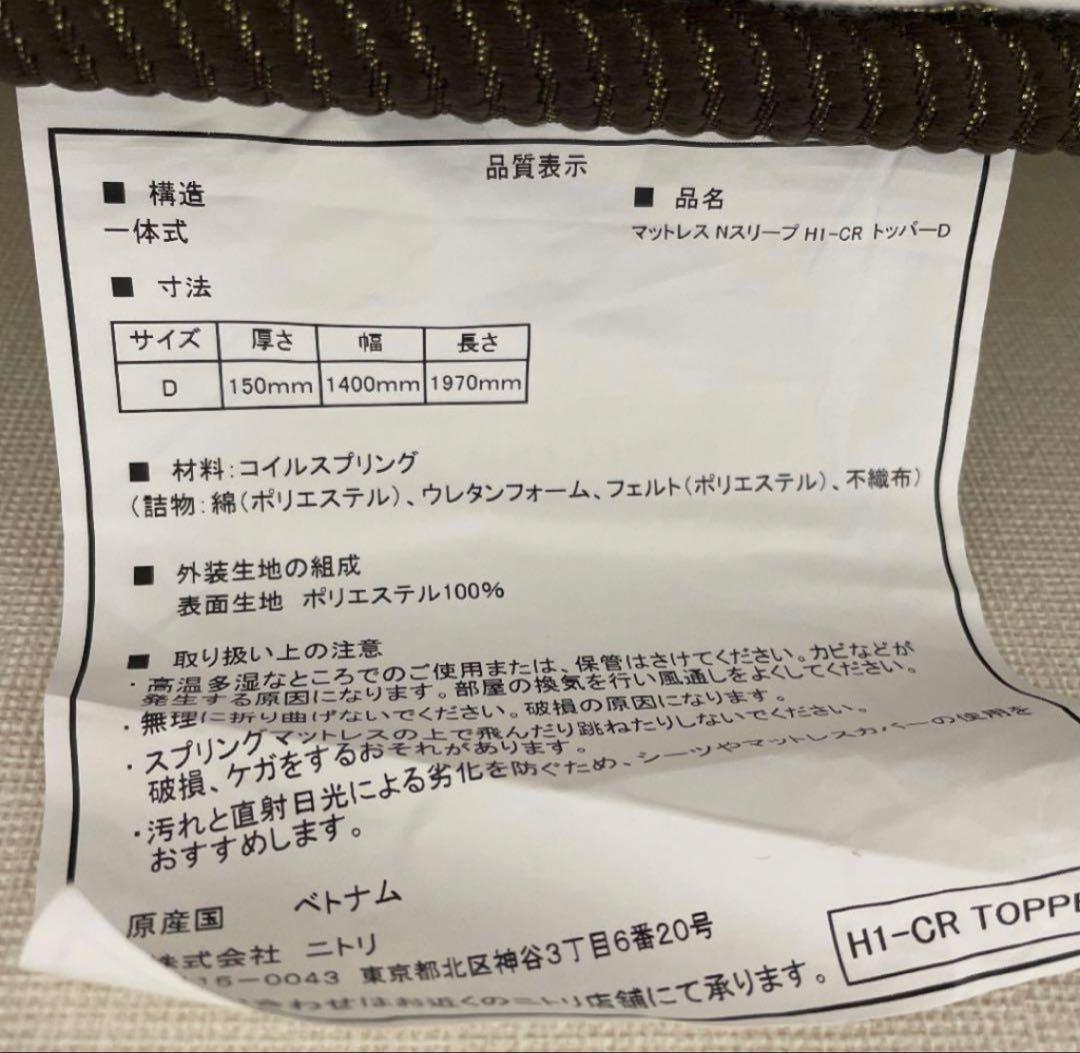 品質表示
■ 構造
一体式
■ 品名
マットレス Nスリープ H1-CR トッパーD
■ 寸法
サイズ 厚さ 幅 長さ
D 150mm 1400mm 1970mm
■ 材料:コイルスプリング
(詰物:綿(ポリエステル)、ウレタンフォーム、フェルト(ポリエステル)、不織布)
■ 外装生地の組成
表面生地 ポリエステル100%
■ 取り扱い上の注意
・高温多湿なところでのご使用または、保管はさけてください。カビなどが
発生する原因になります。部屋の換気を行い風通しをよくしてください。
・無理に折り曲げないでください。破損の原因になります。
・スプリングマットレスの上で飛んだり跳ねたりしないでください。
破損、ケガをするおそれがあります。
・汚れと直射日光による劣化を防ぐため、シーツやマットレスカバーの使用を
おすすめします。
原産国 ベトナム
株式会社 ニトリ
15-0043 東京都北区神谷3丁目6番20号
合わせはお近くのニトリ店舗にて承ります。
H1-CR TOPPE